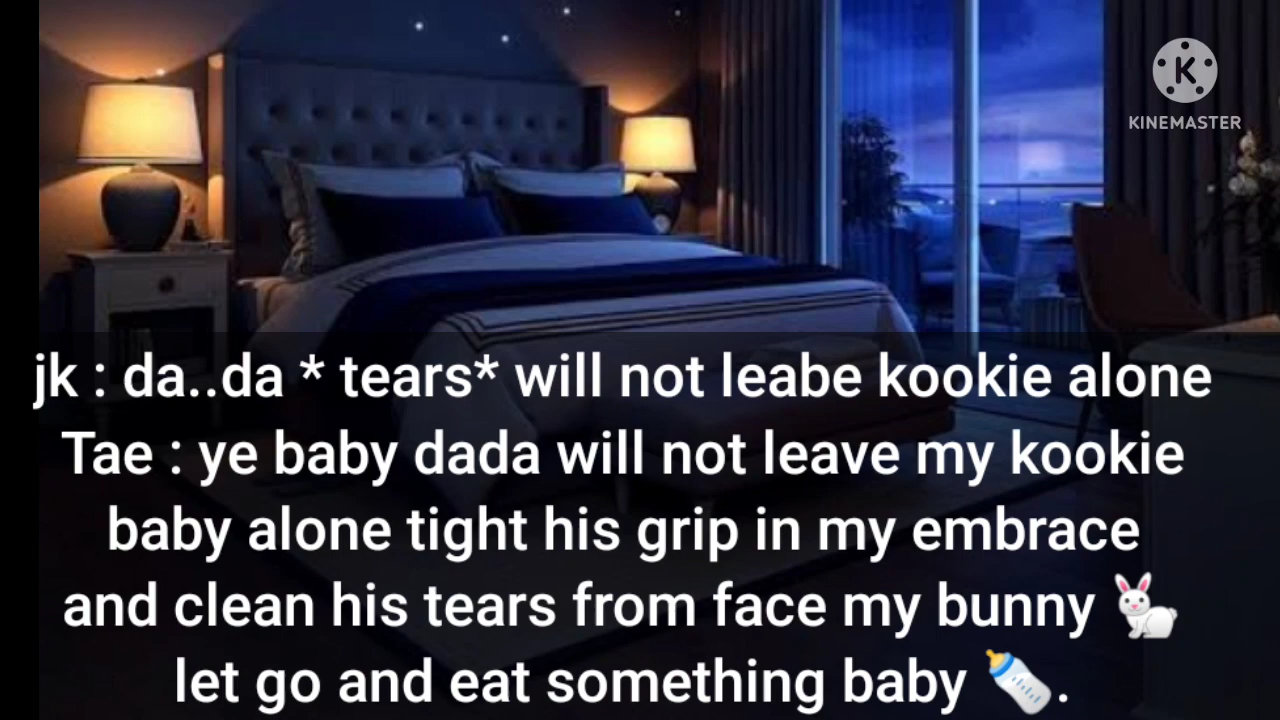 K
KINEMASTER
jk : da..da * tears* will not leabe kookie alone
Tae : ye baby dada will not leave my kookie
baby alone tight his grip in my embrace
and clean his tears from face my bunny 🐇
let go and eat something baby 🍼.